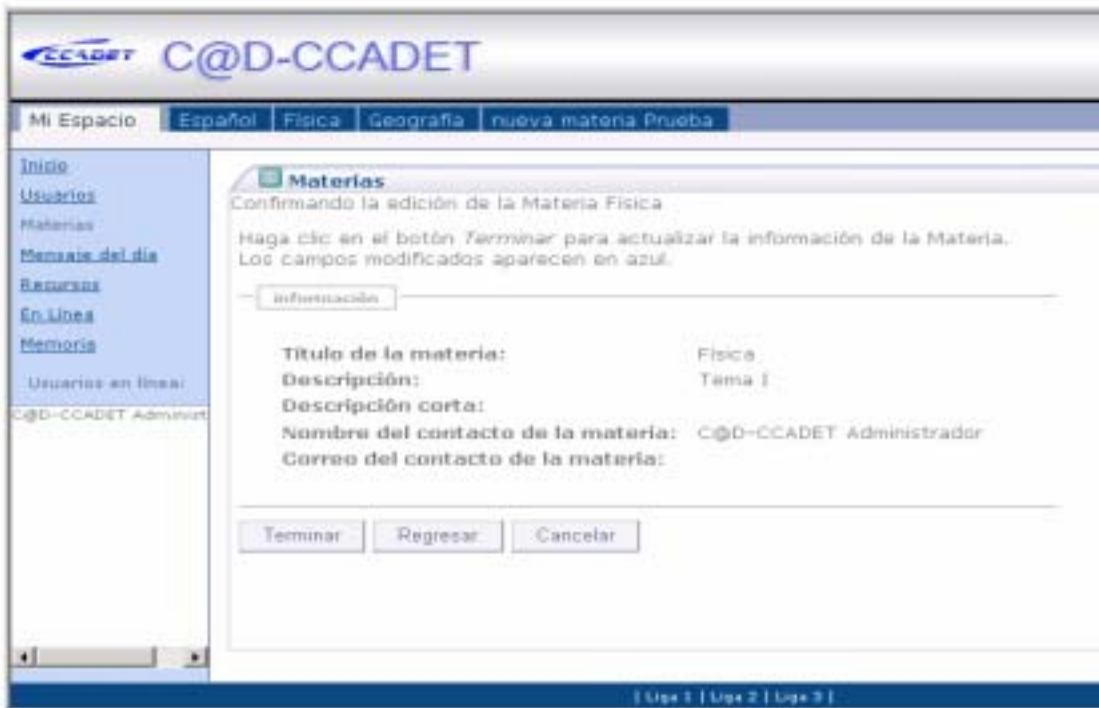 CCADET C@D-CCADET
Mi Espacio Español Física Geografía nueva materia Prueba
Inicio
Usuarios
Materias
Mensaje del día
Recursos
En Línea
Memoria
Usuarios en línea:
C@D-CCADET Administ
Materias
Confirmando la edición de la Materia Física
Haga clic en el botón Terminar para actualizar la información de la Materia.
Los campos modificados aparecen en azul.
información
Título de la materia: Física
Descripción: Tema I
Descripción corta:
Nombre del contacto de la materia: C@D-CCADET Administrador
Correo del contacto de la materia:
Terminar Regresar Cancelar
| Liga 1 | Liga 2 | Liga 3 |